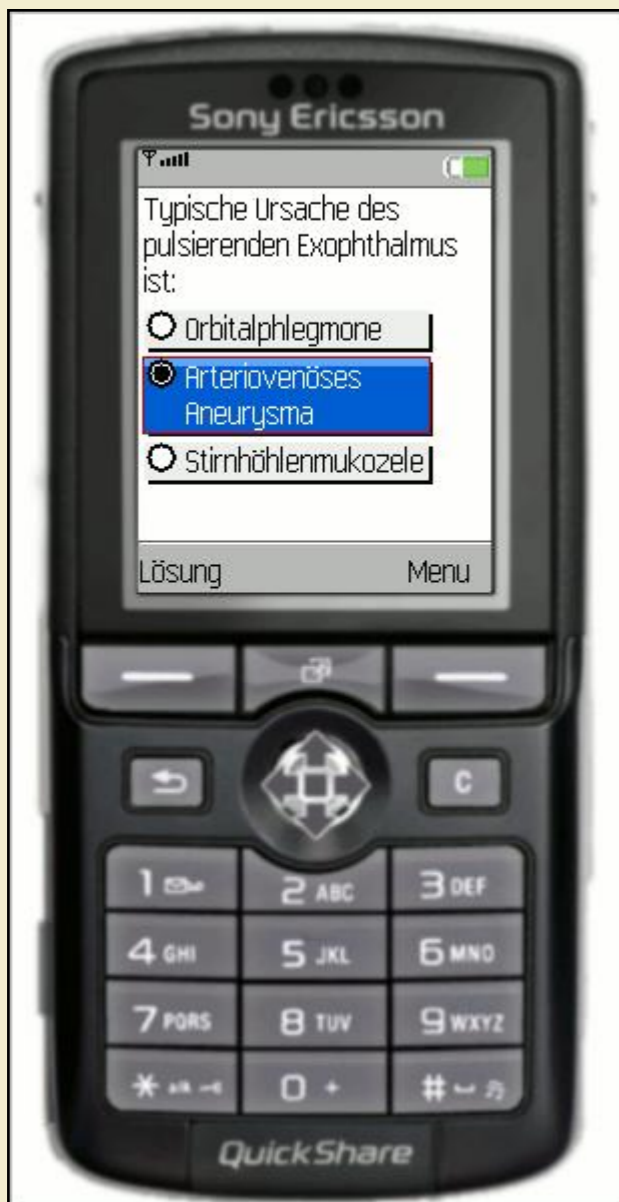 Sony Ericsson
Typische Ursache des
pulsierenden Exophthalmus
ist:
Orbitalphlegmone
Arteriovenöses
Aneurysma
Stirnhöhlenmukozele
Lösung Menu
C
1 2 ABC 3 DEF
4 GHI 5 JKL 6 MNO
7 PQRS 8 TUV 9 WXYZ
* a/A 0 + #
QuickShare